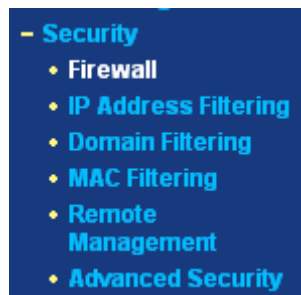 – Security
• Firewall
• IP Address Filtering
• Domain Filtering
• MAC Filtering
• Remote
Management
• Advanced Security